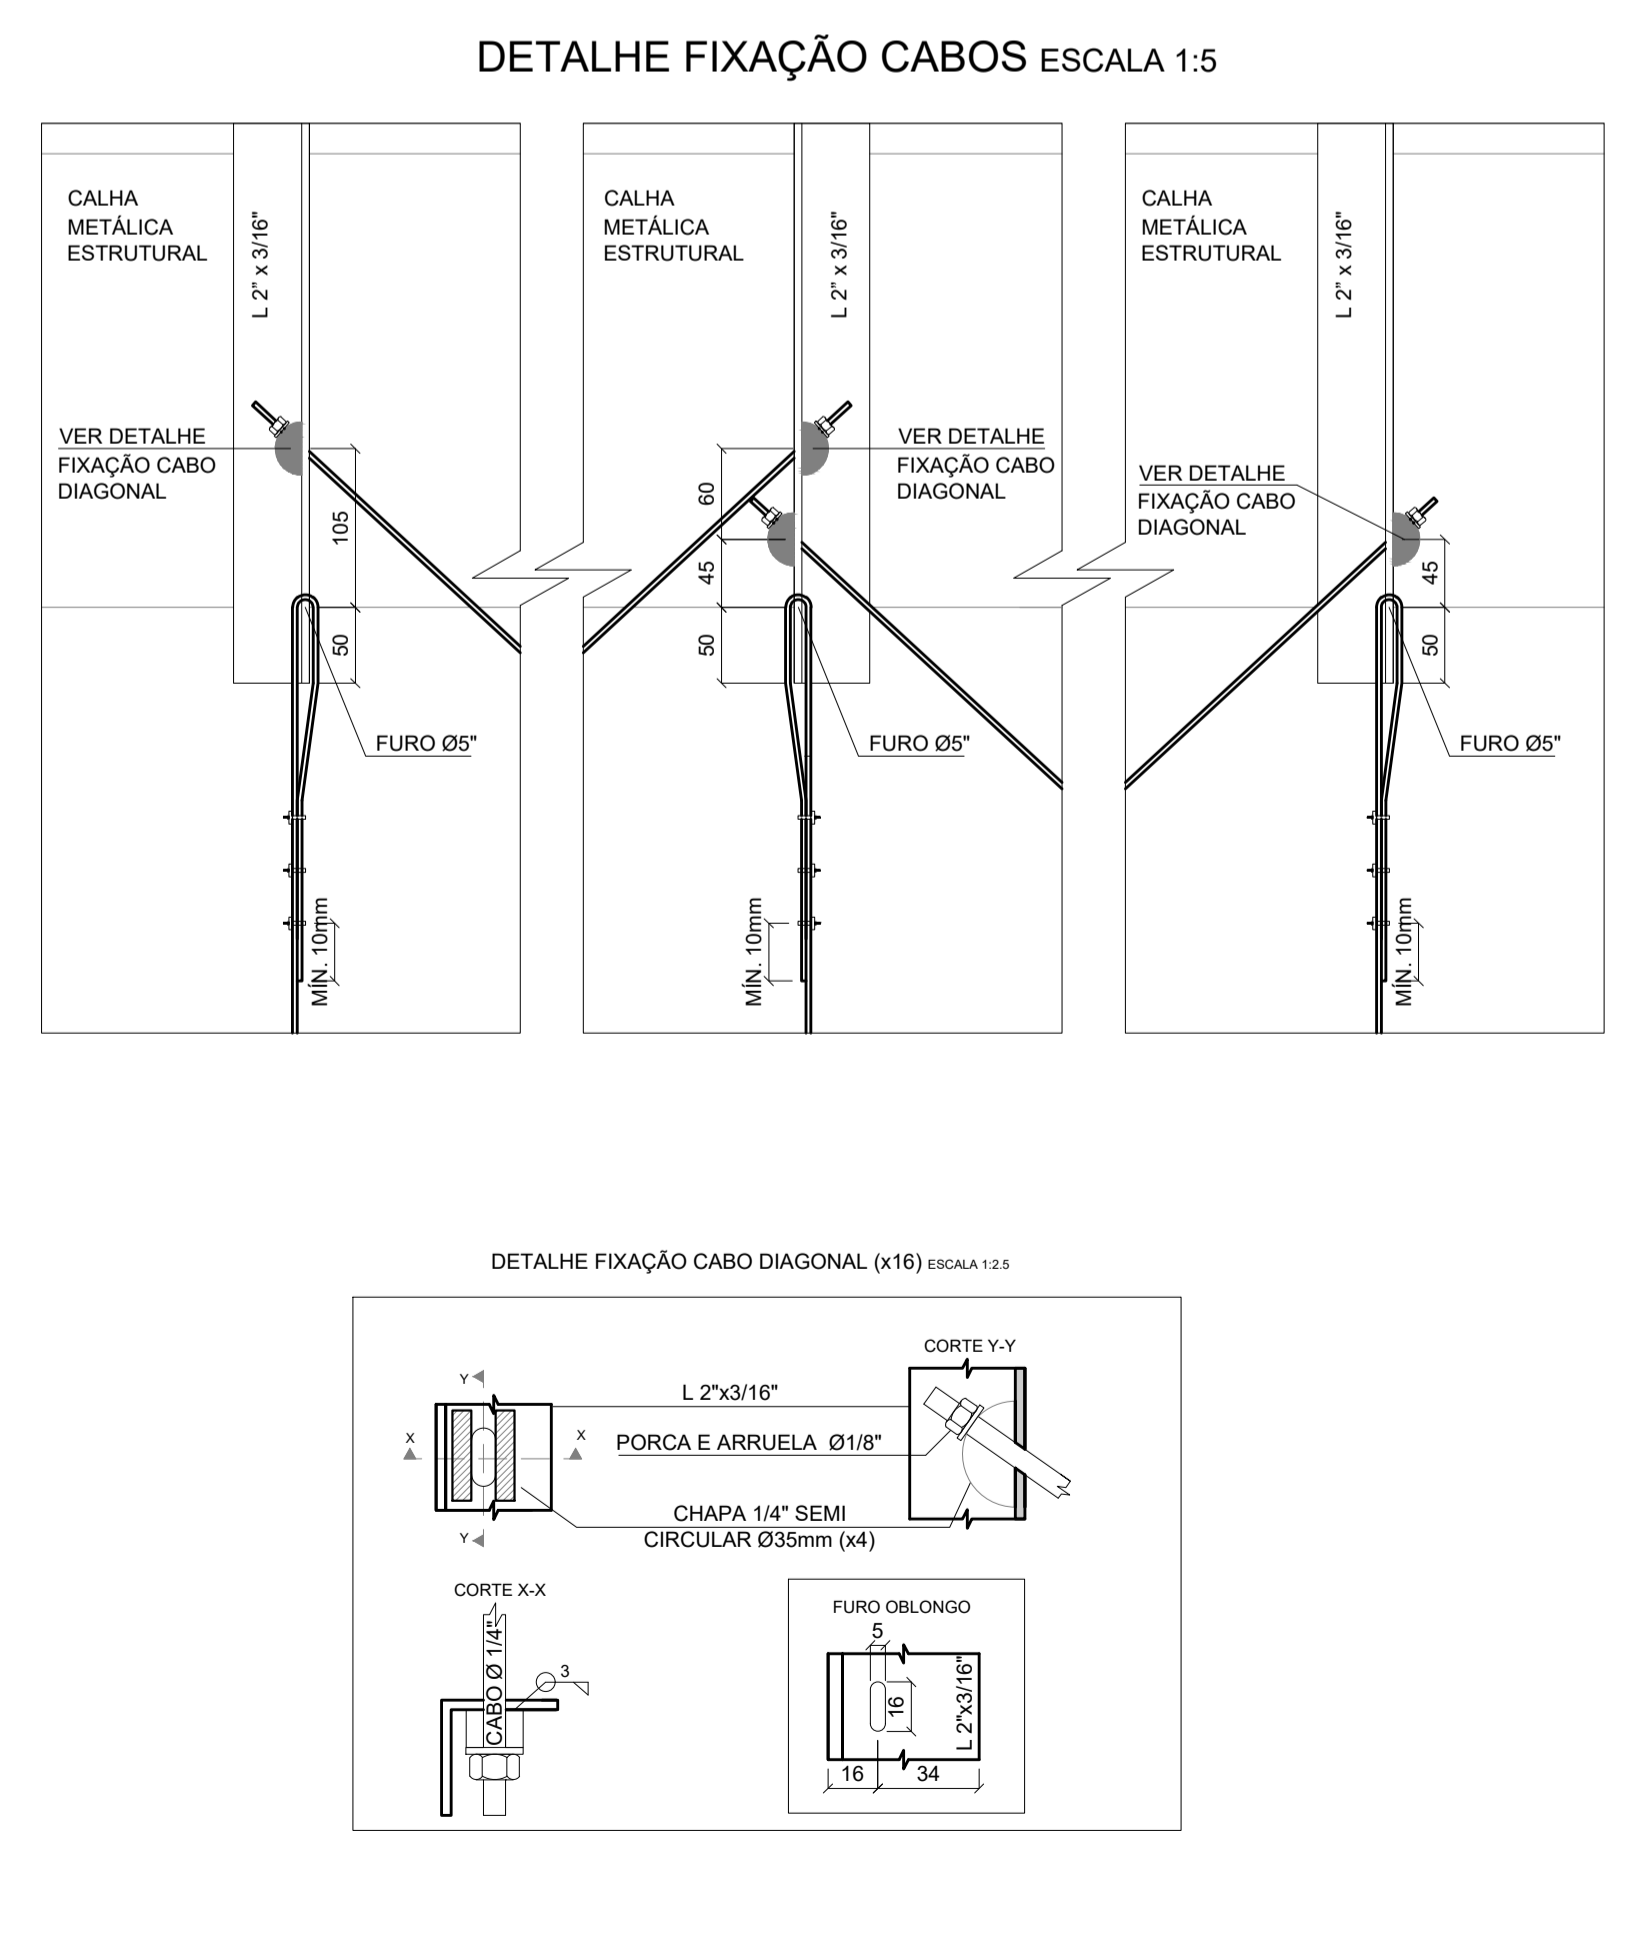 DETALHE FIXAÇÃO CABOS ESCALA 1:5
CALHA
METÁLICA
ESTRUTURAL
L 2” x 3/16"
VER DETALHE
FIXAÇÃO CABO
DIAGONAL
105
50
FURO Ø5"
MÍN. 10mm
CALHA
METÁLICA
ESTRUTURAL
L 2” x 3/16"
VER DETALHE
FIXAÇÃO CABO
DIAGONAL
60
45
50
FURO Ø5"
MÍN. 10mm
CALHA
METÁLICA
ESTRUTURAL
L 2” x 3/16"
VER DETALHE
FIXAÇÃO CABO
DIAGONAL
45
50
FURO Ø5"
MÍN. 10mm
DETALHE FIXAÇÃO CABO DIAGONAL (x16) ESCALA 1:2.5
CORTE Y-Y
Y
L 2"x3/16"
X
X
PORCA E ARRUELA Ø1/8"
CHAPA 1/4" SEMI
CIRCULAR Ø35mm (x4)
Y
CORTE X-X
CABO Ø 1/4"
3
FURO OBLONGO
5
16
L 2"x3/16"
16
34